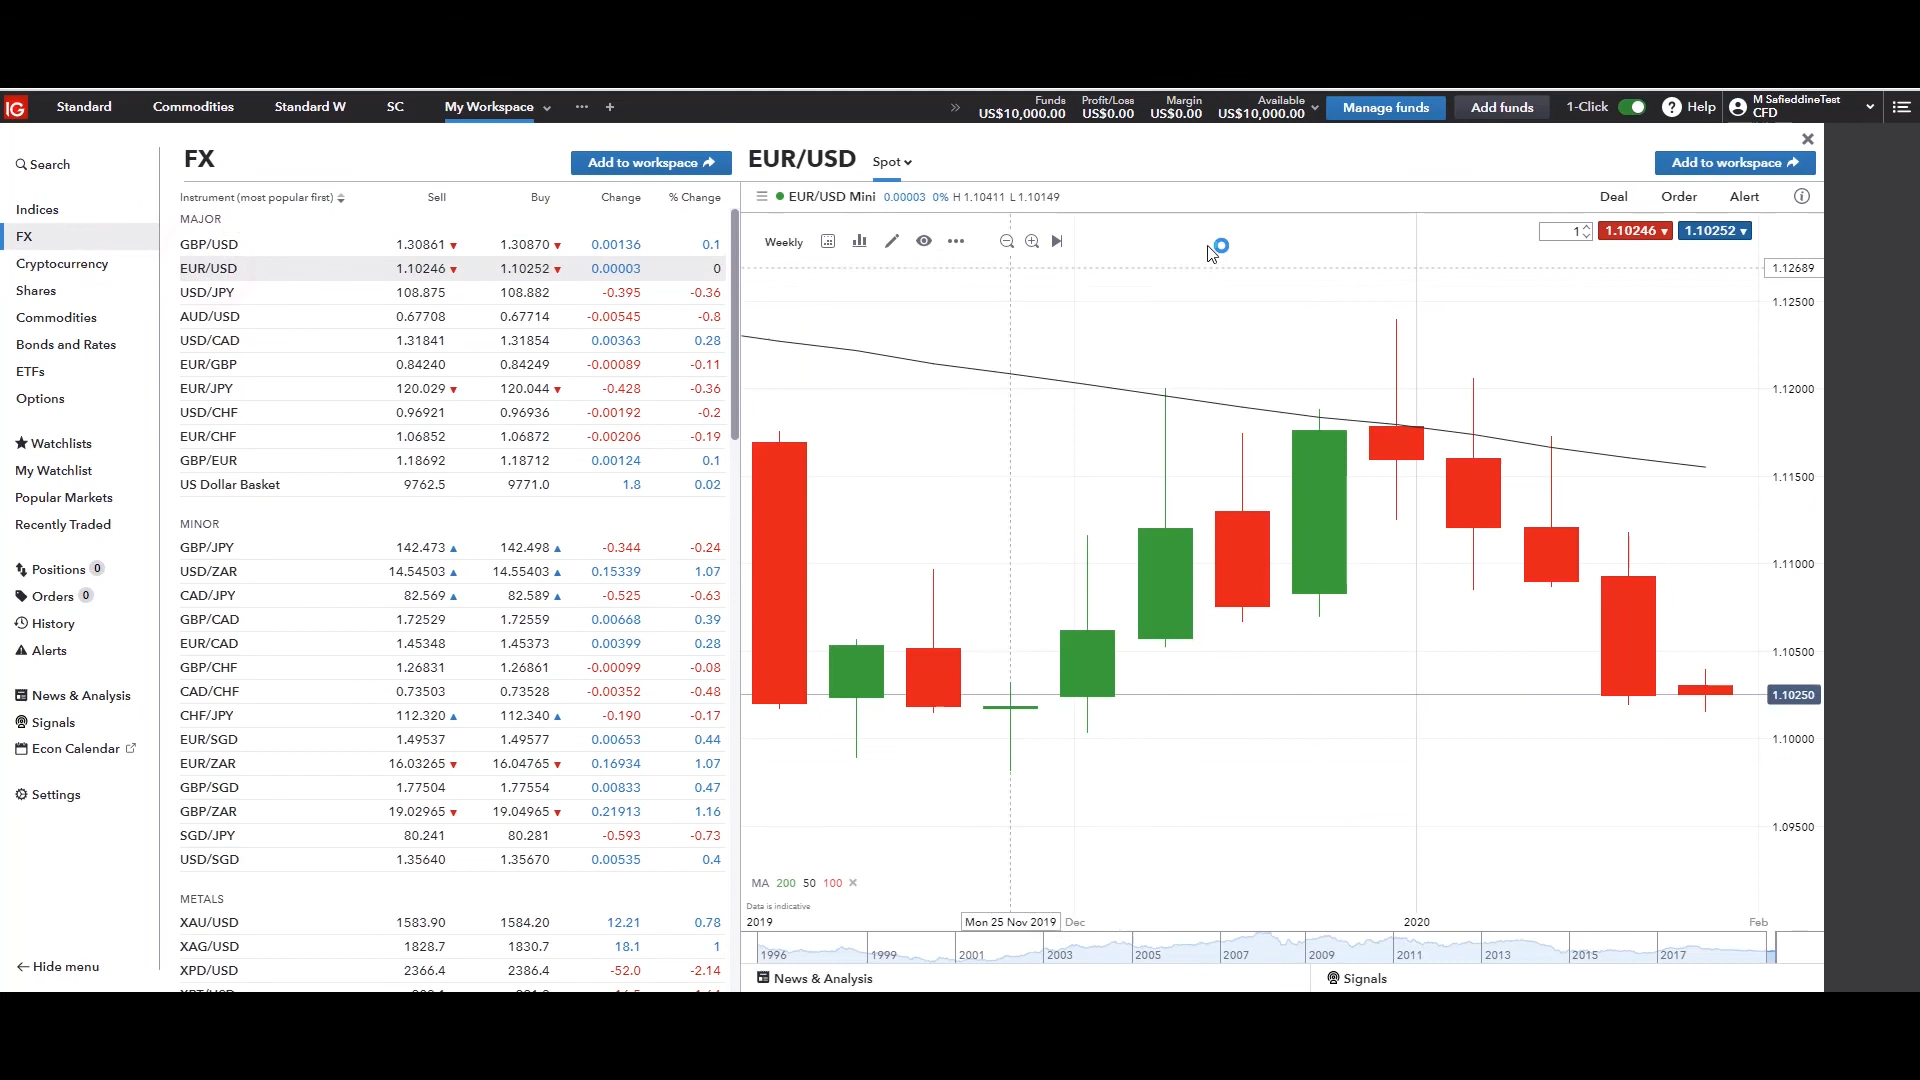 IG Standard Commodities Standard W SC My Workspace ••• + » Funds US$10,000.00 Profit/Loss US$0.00 Margin US$0.00 Available US$10,000.00 Manage funds Add funds 1-Click ? Help M SafieddineTest CFD
Search
Indices
FX
Cryptocurrency
Shares
Commodities
Bonds and Rates
ETFs
Options
Watchlists
My Watchlist
Popular Markets
Recently Traded
Positions 0
Orders 0
History
Alerts
News & Analysis
Signals
Econ Calendar
Settings
Hide menu
FX Add to workspace
Instrument (most popular first) Sell Buy Change % Change
MAJOR
GBP/USD 1.30861 1.30870 0.00136 0.1
EUR/USD 1.10246 1.10252 0.00003 0
USD/JPY 108.875 108.882 -0.395 -0.36
AUD/USD 0.67708 0.67714 -0.00545 -0.8
USD/CAD 1.31841 1.31854 0.00363 0.28
EUR/GBP 0.84240 0.84249 -0.00089 -0.11
EUR/JPY 120.029 120.044 -0.428 -0.36
USD/CHF 0.96921 0.96936 -0.00192 -0.2
EUR/CHF 1.06852 1.06872 -0.00206 -0.19
GBP/EUR 1.18692 1.18712 0.00124 0.1
US Dollar Basket 9762.5 9771.0 1.8 0.02
MINOR
GBP/JPY 142.473 142.498 -0.344 -0.24
USD/ZAR 14.54503 14.55403 0.15339 1.07
CAD/JPY 82.569 82.589 -0.525 -0.63
GBP/CAD 1.72529 1.72559 0.00668 0.39
EUR/CAD 1.45348 1.45373 0.00399 0.28
GBP/CHF 1.26831 1.26861 -0.00099 -0.08
CAD/CHF 0.73503 0.73528 -0.00352 -0.48
CHF/JPY 112.320 112.340 -0.190 -0.17
EUR/SGD 1.49537 1.49577 0.00653 0.44
EUR/ZAR 16.03265 16.04765 0.16934 1.07
GBP/SGD 1.77504 1.77554 0.00833 0.47
GBP/ZAR 19.02965 19.04965 0.21913 1.16
SGD/JPY 80.241 80.281 -0.593 -0.73
USD/SGD 1.35640 1.35670 0.00535 0.4
METALS
XAU/USD 1583.90 1584.20 12.21 0.78
XAG/USD 1828.7 1830.7 18.1 1
XPD/USD 2366.4 2386.4 -52.0 -2.14
EUR/USD Spot Add to workspace
EUR/USD Mini 0.00003 0% H 1.10411 L 1.10149 Deal Order Alert
Weekly 1 1.10246 1.10252
1.12689
1.12500
1.12000
1.11500
1.11000
1.10500
1.10250
1.10000
1.09500
MA 200 50 100
Data is indicative
2019 Mon 25 Nov 2019 Dec 2020 Feb
1996 1999 2001 2003 2005 2007 2009 2011 2013 2015 2017
News & Analysis Signals